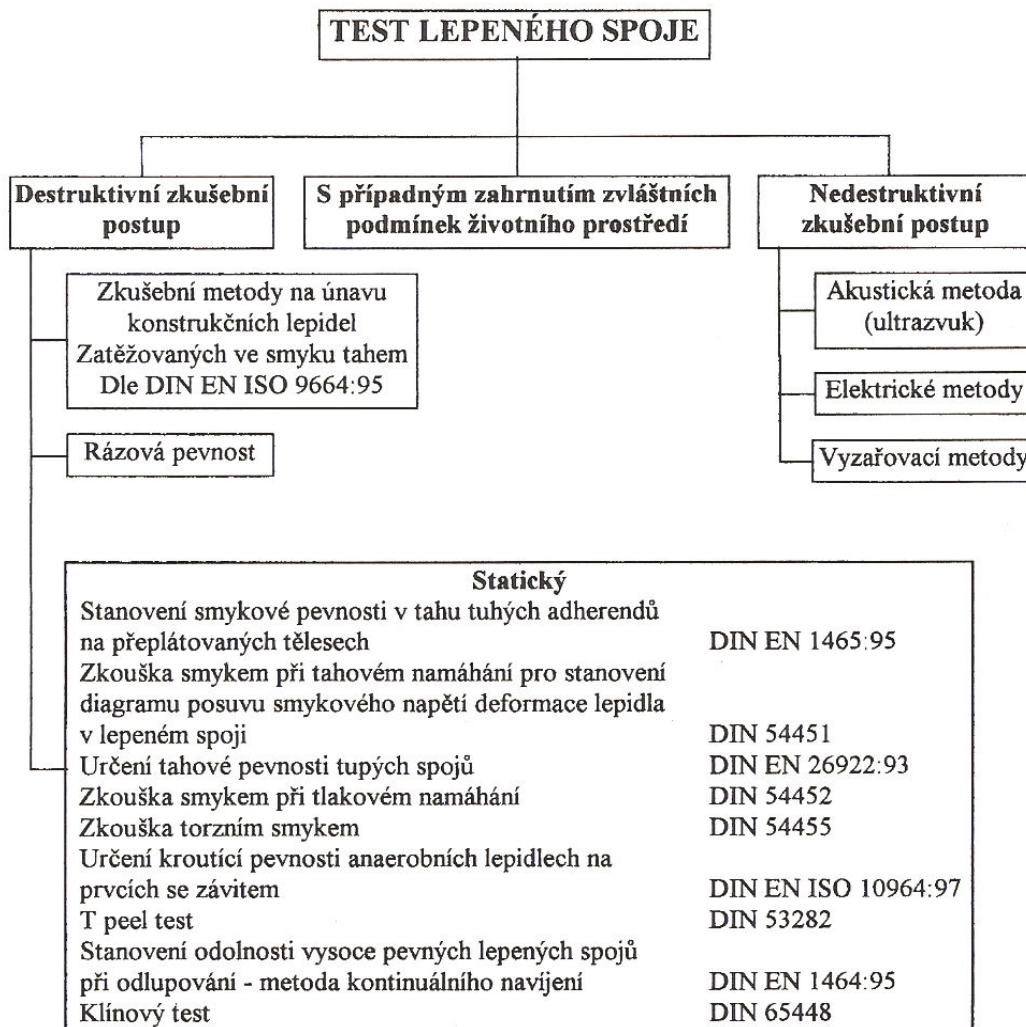 TEST LEPENÉHO SPOJE
Destruktivní zkušební
postup
S případným zahrnutím zvláštních
podmínek životního prostředí
Nedestruktivní
zkušební postup
Zkušební metody na únavu
konstrukčních lepidel
Zatěžovaných ve smyku tahem
Dle DIN EN ISO 9664:95
Rázová pevnost
Akustická metoda
(ultrazvuk)
Elektrické metody
Vyzařovací metody
Statický
Stanovení smykové pevnosti v tahu tuhých adherendů
na přeplátovaných tělesech DIN EN 1465:95
Zkouška smykem při tahovém namáhání pro stanovení
diagramu posuvu smykového napětí deformace lepidla
v lepeném spoji DIN 54451
Určení tahové pevnosti tupých spojů DIN EN 26922:93
Zkouška smykem při tlakovém namáhání DIN 54452
Zkouška torzním smykem DIN 54455
Určení kroutící pevnosti anaerobních lepidlech na
prvcích se závitem DIN EN ISO 10964:97
T peel test DIN 53282
Stanovení odolnosti vysoce pevných lepených spojů
při odlupování - metoda kontinuálního navíjení DIN EN 1464:95
Klínový test DIN 65448